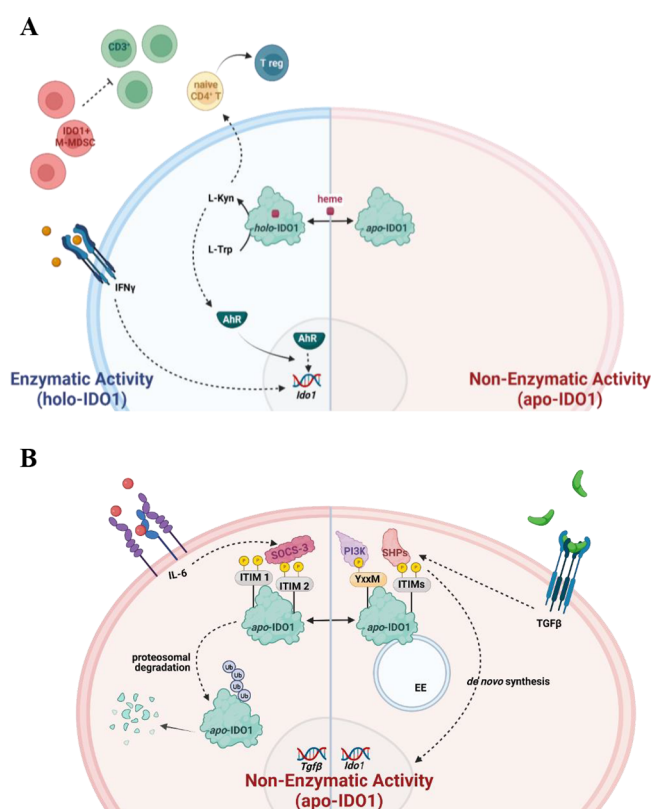 A
CD3⁺
T reg
naive
CD4⁺ T
IDO1+
M-MDSC
L-Kyn
heme
holo-IDO1
apo-IDO1
L-Trp
IFNγ
AhR
AhR
Ido1
Enzymatic Activity
(holo-IDO1)
Non-Enzymatic Activity
(apo-IDO1)
B
IL-6
SOCS-3
P
P
P
P
ITIM 1
ITIM 2
apo-IDO1
PI3K
SHPs
P
P
P
YxxM
ITIMs
apo-IDO1
TGFβ
proteosomal
degradation
Ub
Ub
Ub
Ub
apo-IDO1
EE
de novo synthesis
Tgfβ
Ido1
Non-Enzymatic Activity
(apo-IDO1)